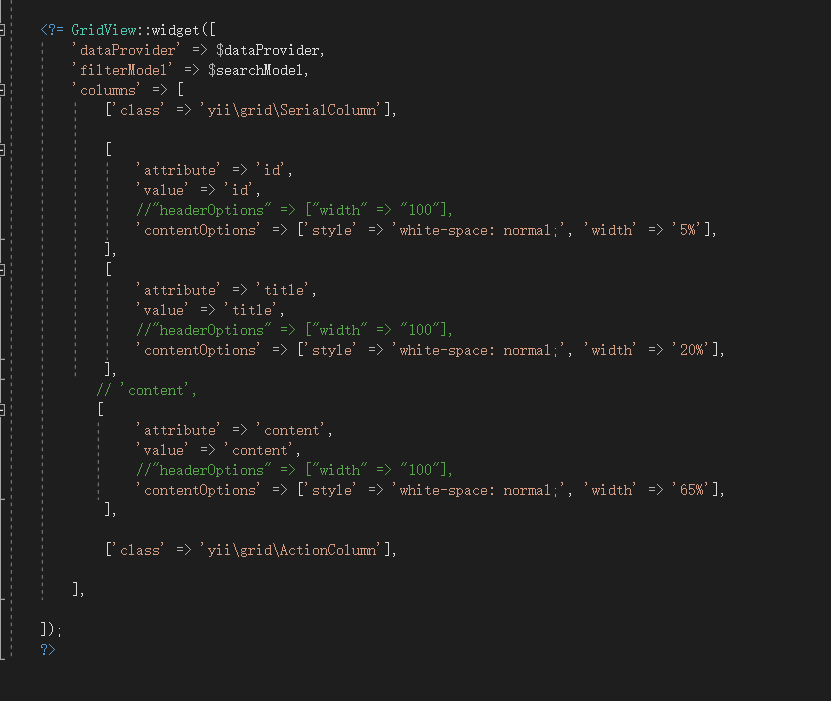 <?= GridView::widget([
'dataProvider' => $dataProvider,
'filterModel' => $searchModel,
'columns' => [
['class' => 'yii\grid\SerialColumn'],
[
'attribute' => 'id',
'value' => 'id',
//"headerOptions" => ["width" => "100"],
'contentOptions' => ['style' => 'white-space: normal;', 'width' => '5%'],
],
[
'attribute' => 'title',
'value' => 'title',
//"headerOptions" => ["width" => "100"],
'contentOptions' => ['style' => 'white-space: normal;', 'width' => '20%'],
],
// 'content',
[
'attribute' => 'content',
'value' => 'content',
//"headerOptions" => ["width" => "100"],
'contentOptions' => ['style' => 'white-space: normal;', 'width' => '65%'],
],
['class' => 'yii\grid\ActionColumn'],
],
]);
?>